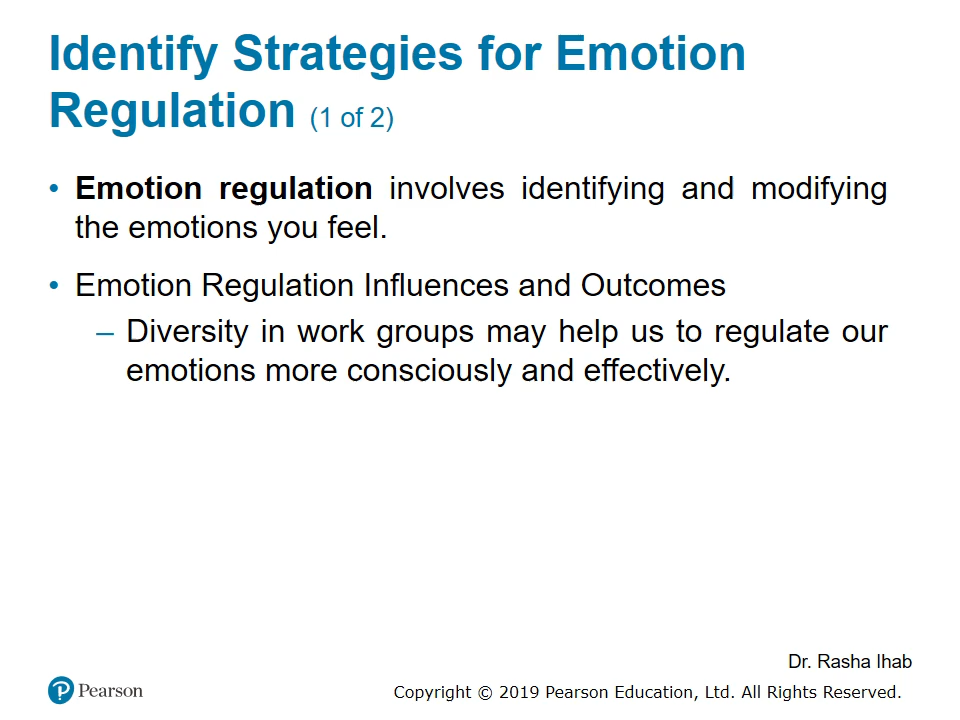 Identify Strategies for Emotion
Regulation (1 of 2)
• Emotion regulation involves identifying and modifying
the emotions you feel.
• Emotion Regulation Influences and Outcomes
– Diversity in work groups may help us to regulate our
emotions more consciously and effectively.
Dr. Rasha Ihab
P Pearson
Copyright © 2019 Pearson Education, Ltd. All Rights Reserved.